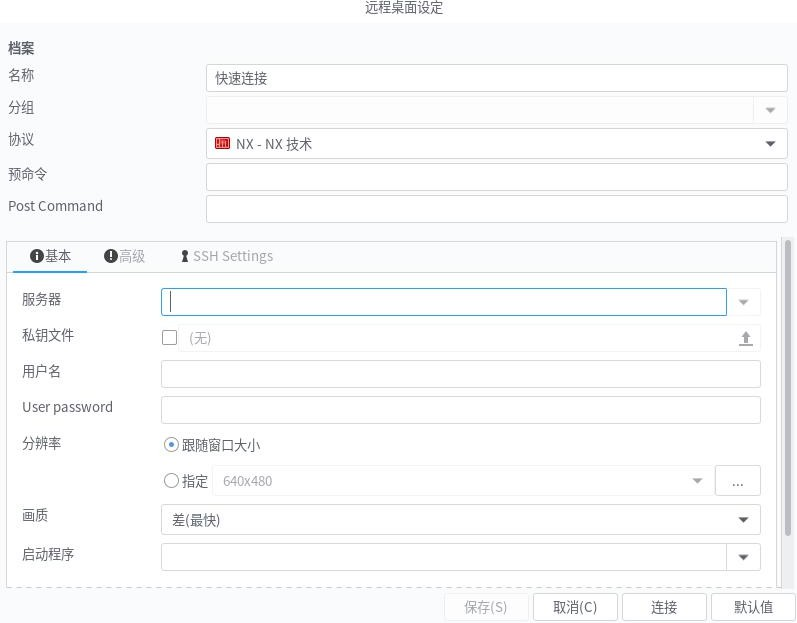 远程桌面设定
档案
名称 快速连接
分组
协议 NX - NX 技术
预命令
Post Command
基本 高级 SSH Settings
服务器
私钥文件 (无)
用户名
User password
分辨率 跟随窗口大小
指定 640x480 ...
画质 差(最快)
启动程序
保存(S) 取消(C) 连接 默认值